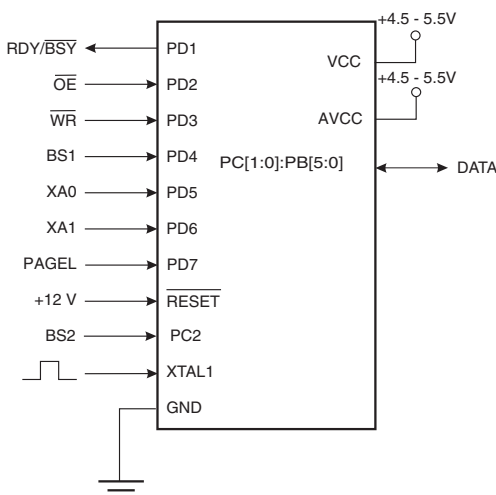 +4.5 - 5.5V
RDY/BSY PD1
VCC
OE PD2
+4.5 - 5.5V
WR PD3
AVCC
BS1 PD4
PC[1:0]:PB[5:0]
DATA
XA0 PD5
XA1 PD6
PAGEL PD7
+12 V RESET
BS2 PC2
XTAL1
GND